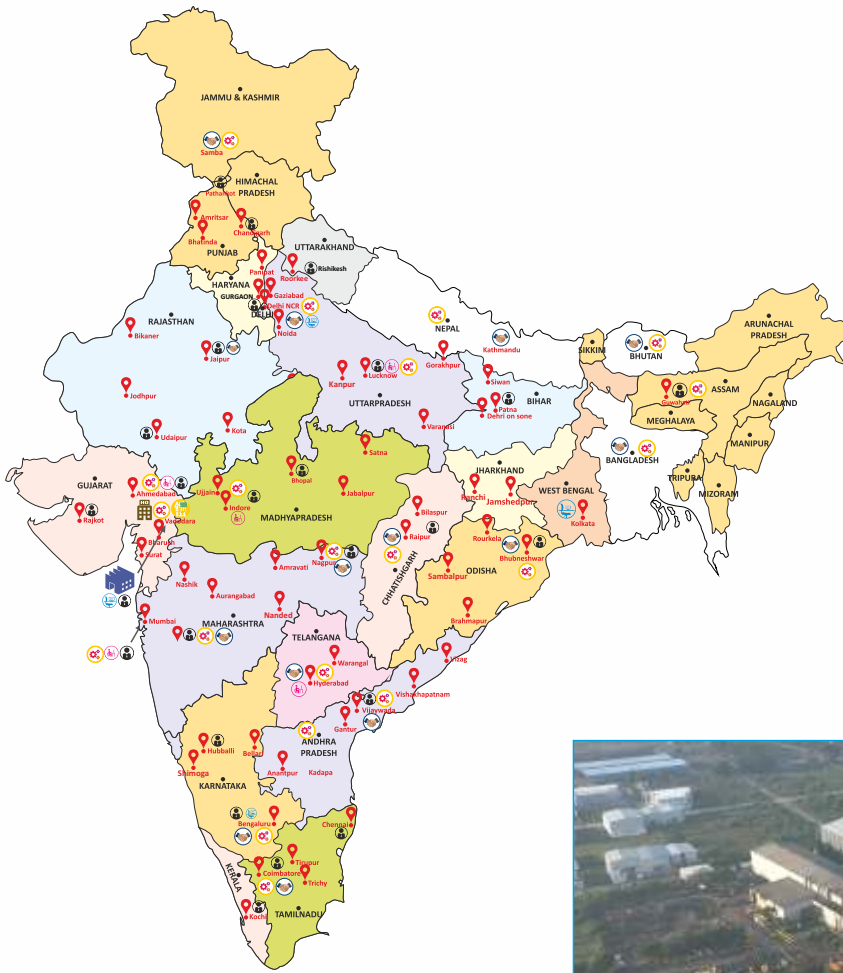 JAMMU & KASHMIR
Samba
Pathankot
HIMACHAL
PRADESH
Amritsar
Chandigarh
Bhatinda
PUNJAB
UTTARAKHAND
Panipat
Roorkee
Rishikesh
HARYANA
GURGAON
Gaziabad
Delhi NCR
DELHI
Noida
NEPAL
Kathmandu
RAJASTHAN
Bikaner
Jaipur
Jodhpur
Udaipur
Kota
Gorakhpur
Lucknow
Kanpur
UTTARPRADESH
Varanasi
Siwan
BIHAR
Patna
Dehri on sone
SIKKIM
BHUTAN
ARUNACHAL
PRADESH
ASSAM
Guwahati
NAGALAND
MEGHALAYA
MANIPUR
BANGLADESH
TRIPURA
MIZORAM
GUJARAT
Ahmedabad
Rajkot
Vadodara
Bharuch
Surat
Satna
Ujjain
Bhopal
Indore
Jabalpur
MADHYAPRADESH
JHARKHAND
Ranchi
Jamshedpur
WEST BENGAL
Kolkata
Bilaspur
Raipur
CHHATISHGARH
Rourkela
Bhubneshwar
Sambalpur
ODISHA
Brahmapur
Nagpur
Amravati
Nashik
Aurangabad
Nanded
Mumbai
MAHARASHTRA
TELANGANA
Warangal
Hyderabad
Vizag
Vishakhapatnam
Vijaywada
Gantur
ANDHRA
PRADESH
Anantpur
Kadapa
Hubballi
Bellari
Shimoga
KARNATAKA
Bengaluru
Chennai
Tirupur
Coimbatore
Trichy
KERALA
Kochi
TAMILNADU